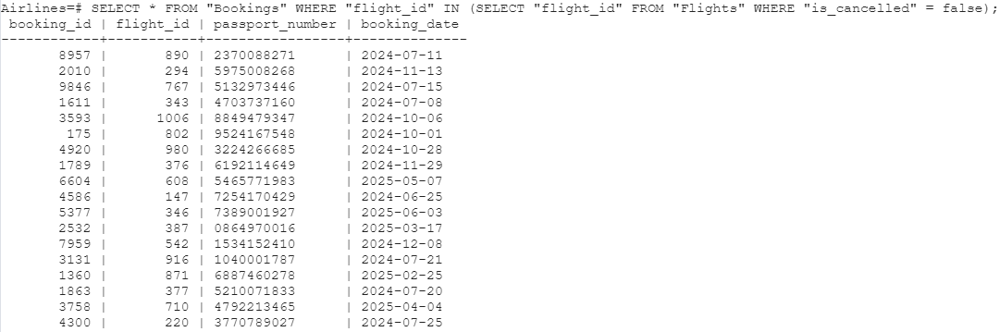 Airlines=# SELECT * FROM "Bookings" WHERE "flight_id" IN (SELECT "flight_id" FROM "Flights" WHERE "is_cancelled" = false);
 booking_id | flight_id | passport_number | booking_date
------------+-----------+-----------------+--------------
       8957 |       890 | 2370088271      | 2024-07-11
       2010 |       294 | 5975008268      | 2024-11-13
       9846 |       767 | 5132973446      | 2024-07-15
       1611 |       343 | 4703737160      | 2024-07-08
       3593 |      1006 | 8849479347      | 2024-10-06
        175 |       802 | 9524167548      | 2024-10-01
       4920 |       980 | 3224266685      | 2024-10-28
       1789 |       376 | 6192114649      | 2024-11-29
       6604 |       608 | 5465771983      | 2025-05-07
       4586 |       147 | 7254170429      | 2024-06-25
       5377 |       346 | 7389001927      | 2025-06-03
       2532 |       387 | 0864970016      | 2025-03-17
       7959 |       542 | 1534152410      | 2024-12-08
       3131 |       916 | 1040001787      | 2024-07-21
       1360 |       871 | 6887460278      | 2025-02-25
       1863 |       377 | 5210071833      | 2024-07-20
       3758 |       710 | 4792213465      | 2025-04-04
       4300 |       220 | 3770789027      | 2024-07-25